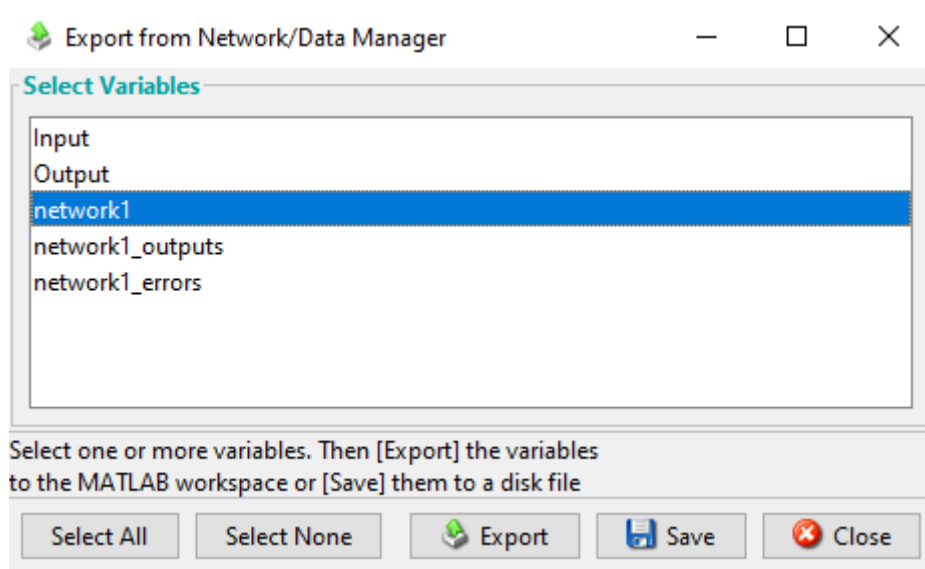 Export from Network/Data Manager
Select Variables
Input
Output
network1
network1_outputs
network1_errors
Select one or more variables. Then [Export] the variables
to the MATLAB workspace or [Save] them to a disk file
Select All Select None Export Save Close